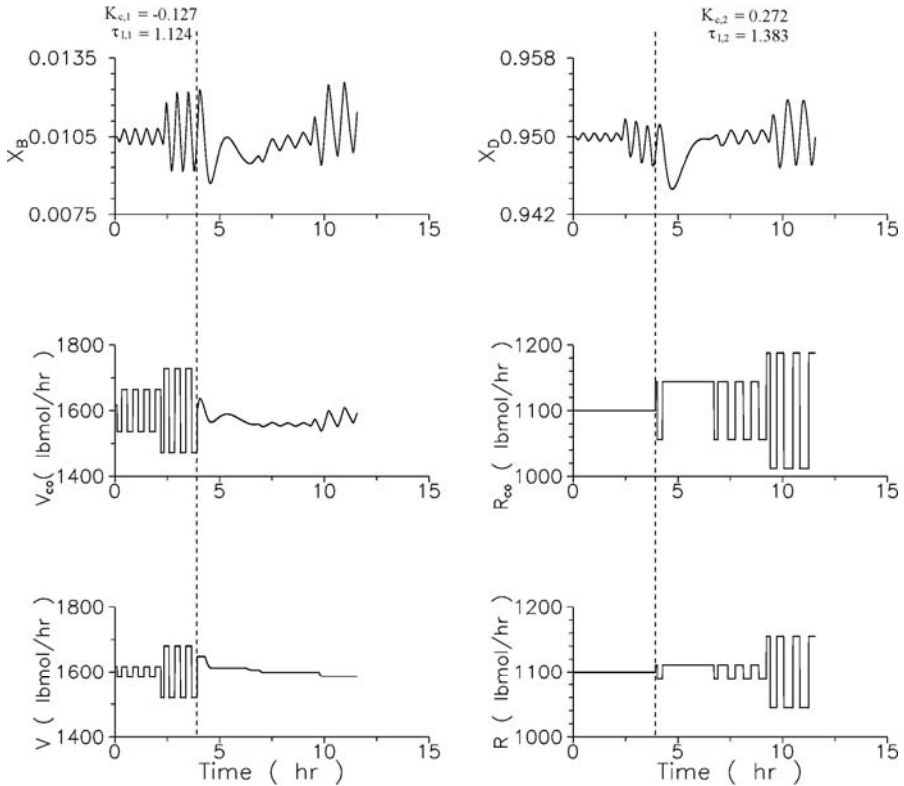 K_c,1 = -0.127
τ_I,1 = 1.124
K_c,2 = 0.272
τ_I,2 = 1.383
0.0135
0.0105
0.0075
X_B
0 5 10 15
0.958
0.950
0.942
X_D
0 5 10 15
1800
1600
1400
V_co ( lbmol/hr )
0 5 10 15
1200
1100
1000
R_co ( lbmol/hr )
0 5 10 15
1800
1600
1400
V ( lbmol/hr )
0 5 10 15
Time ( hr )
1200
1100
1000
R ( lbmol/hr )
0 5 10 15
Time ( hr )